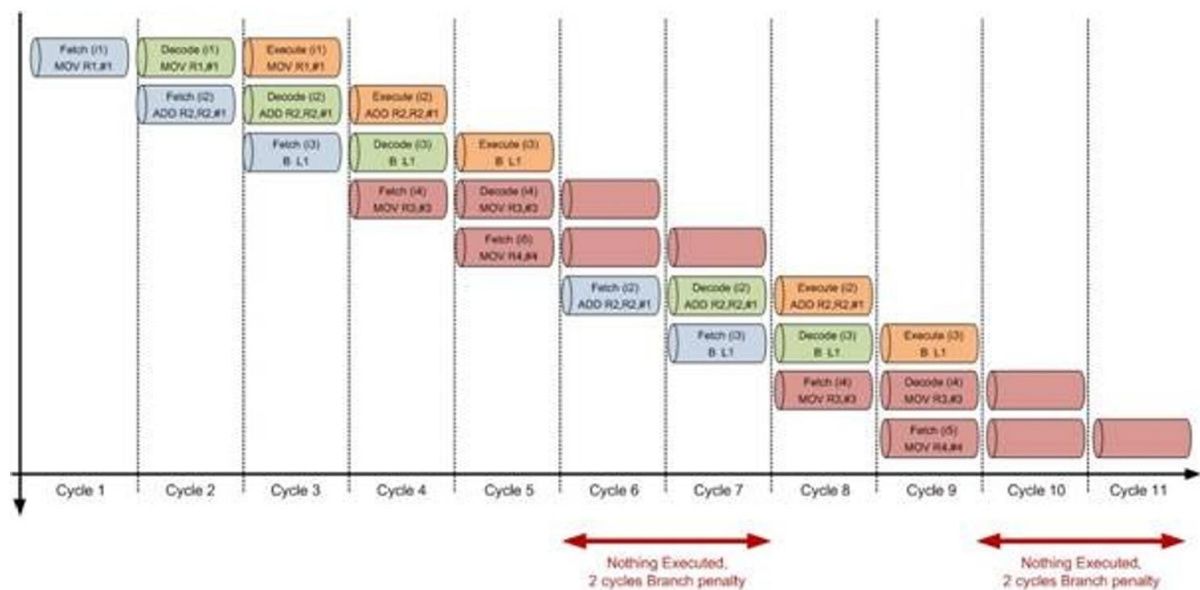 Fetch (i1)
MOV R1,#1
Decode (i1)
MOV R1,#1
Execute (i1)
MOV R1,#1
Fetch (i2)
ADD R2,R2,#1
Decode (i2)
ADD R2,R2,#1
Execute (i2)
ADD R2,R2,#1
Fetch (i3)
B L1
Decode (i3)
B L1
Execute (i3)
B L1
Fetch (i4)
MOV R3,#3
Decode (i4)
MOV R3,#3
Fetch (i5)
MOV R4,#4
Fetch (i2)
ADD R2,R2,#1
Decode (i2)
ADD R2,R2,#1
Execute (i2)
ADD R2,R2,#1
Fetch (i3)
B L1
Decode (i3)
B L1
Execute (i3)
B L1
Fetch (i4)
MOV R3,#3
Decode (i4)
MOV R3,#3
Fetch (i5)
MOV R4,#4
Cycle 1
Cycle 2
Cycle 3
Cycle 4
Cycle 5
Cycle 6
Cycle 7
Cycle 8
Cycle 9
Cycle 10
Cycle 11
Nothing Executed,
2 cycles Branch penalty
Nothing Executed,
2 cycles Branch penalty